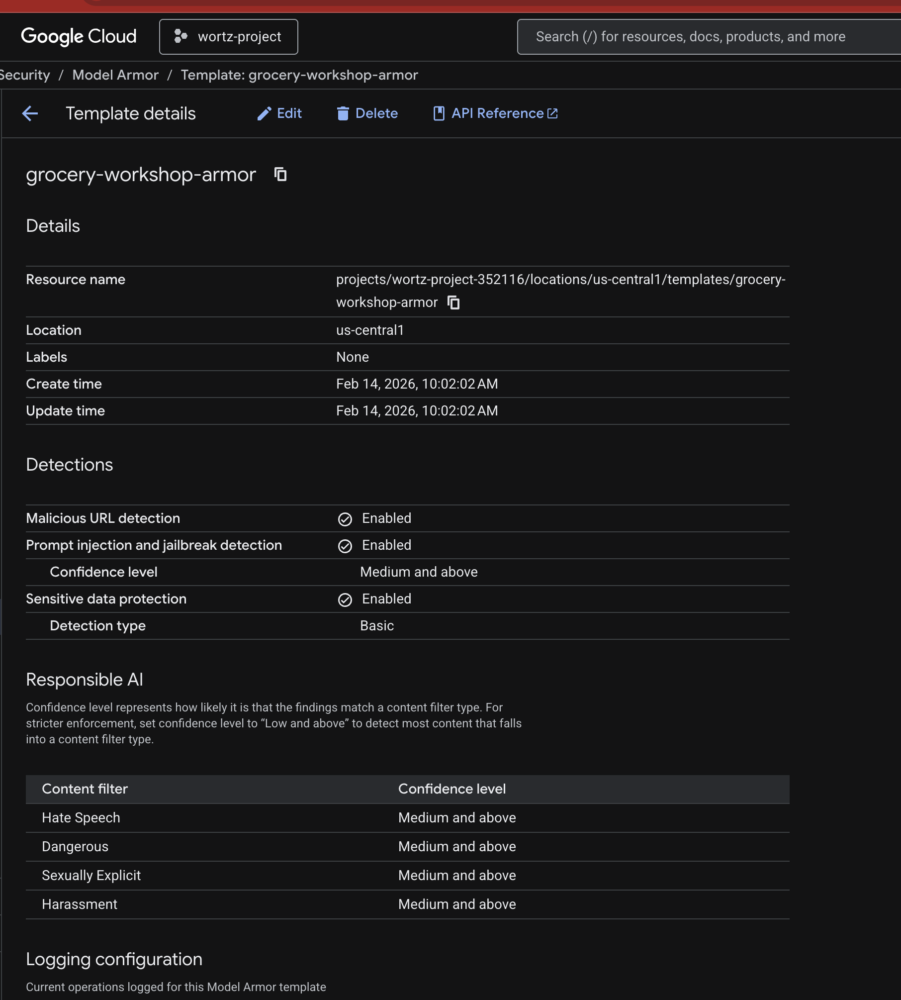 Google Cloud
wortz-project
Search (/) for resources, docs, products, and more
Security / Model Armor / Template: grocery-workshop-armor
Template details
Edit
Delete
API Reference
grocery-workshop-armor
Details
Resource name projects/wortz-project-352116/locations/us-central1/templates/grocery-
workshop-armor
Location us-central1
Labels None
Create time Feb 14, 2026, 10:02:02 AM
Update time Feb 14, 2026, 10:02:02 AM
Detections
Malicious URL detection Enabled
Prompt injection and jailbreak detection Enabled
Confidence level Medium and above
Sensitive data protection Enabled
Detection type Basic
Responsible AI
Confidence level represents how likely it is that the findings match a content filter type. For
stricter enforcement, set confidence level to “Low and above” to detect most content that falls
into a content filter type.
Content filter Confidence level
Hate Speech Medium and above
Dangerous Medium and above
Sexually Explicit Medium and above
Harassment Medium and above
Logging configuration
Current operations logged for this Model Armor template